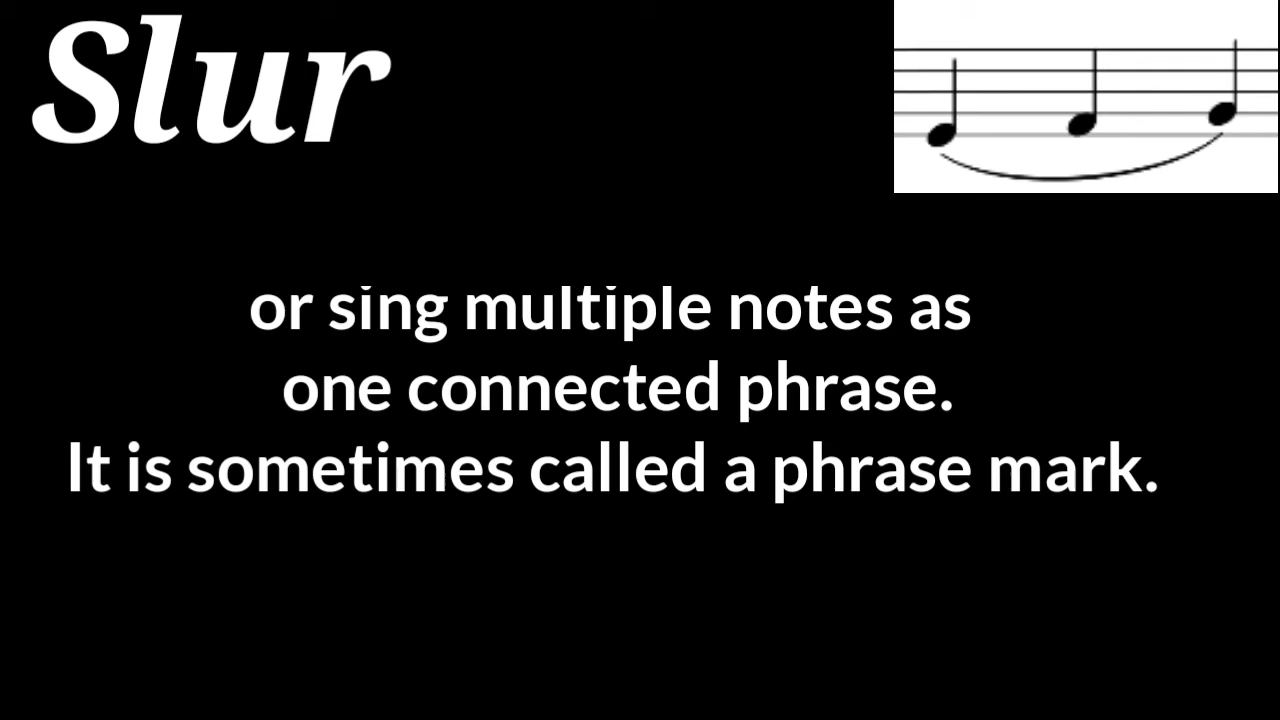 Slur
or sing multiple notes as
one connected phrase.
It is sometimes called a phrase mark.